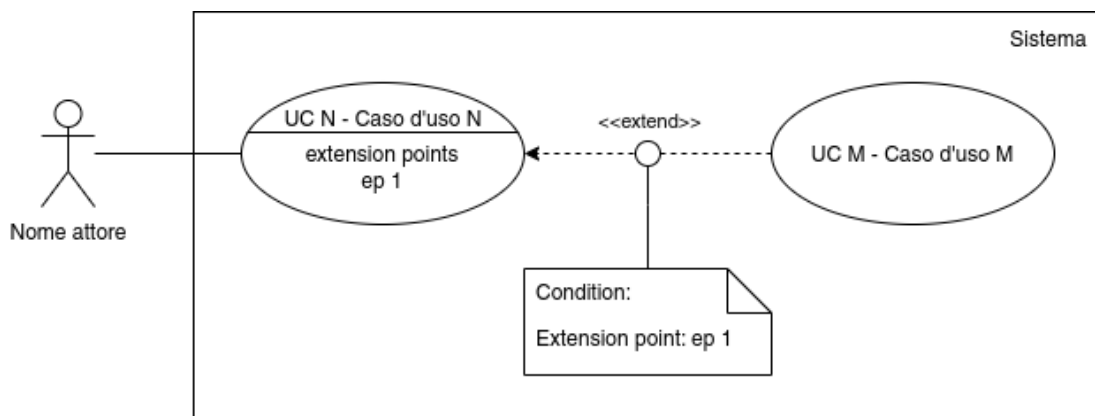 Sistema
UC N - Caso d'uso N
extension points
ep 1
<<extend>>
UC M - Caso d'uso M
Nome attore
Condition:
Extension point: ep 1